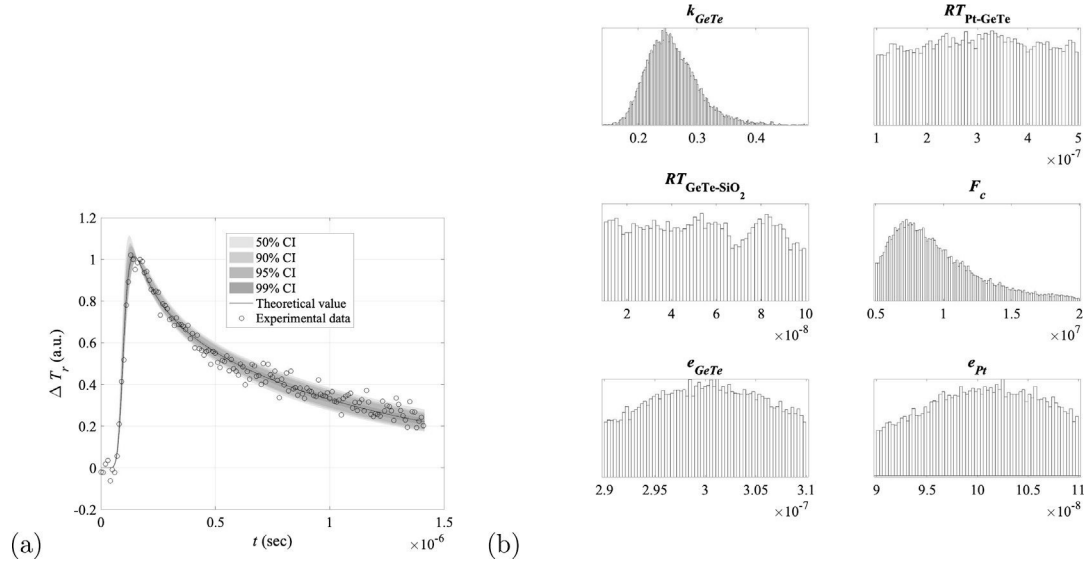 1.2
1
0.8
0.6
0.4
0.2
0
-0.2
Δ T_r (a.u.)
50% CI
90% CI
95% CI
99% CI
Theoretical value
Experimental data
0 0.5 1 1.5
×10⁻⁶
t (sec)
(a)
(b)
k_GeTe
0.2 0.3 0.4
RT_Pt-GeTe
1 2 3 4 5
×10⁻⁷
RT_GeTe-SiO₂
2 4 6 8 10
×10⁻⁸
F_c
0.5 1 1.5 2
×10⁷
e_GeTe
2.9 2.95 3 3.05 3.1
×10⁻⁷
e_Pt
9 9.5 10 10.5 11
×10⁻⁸